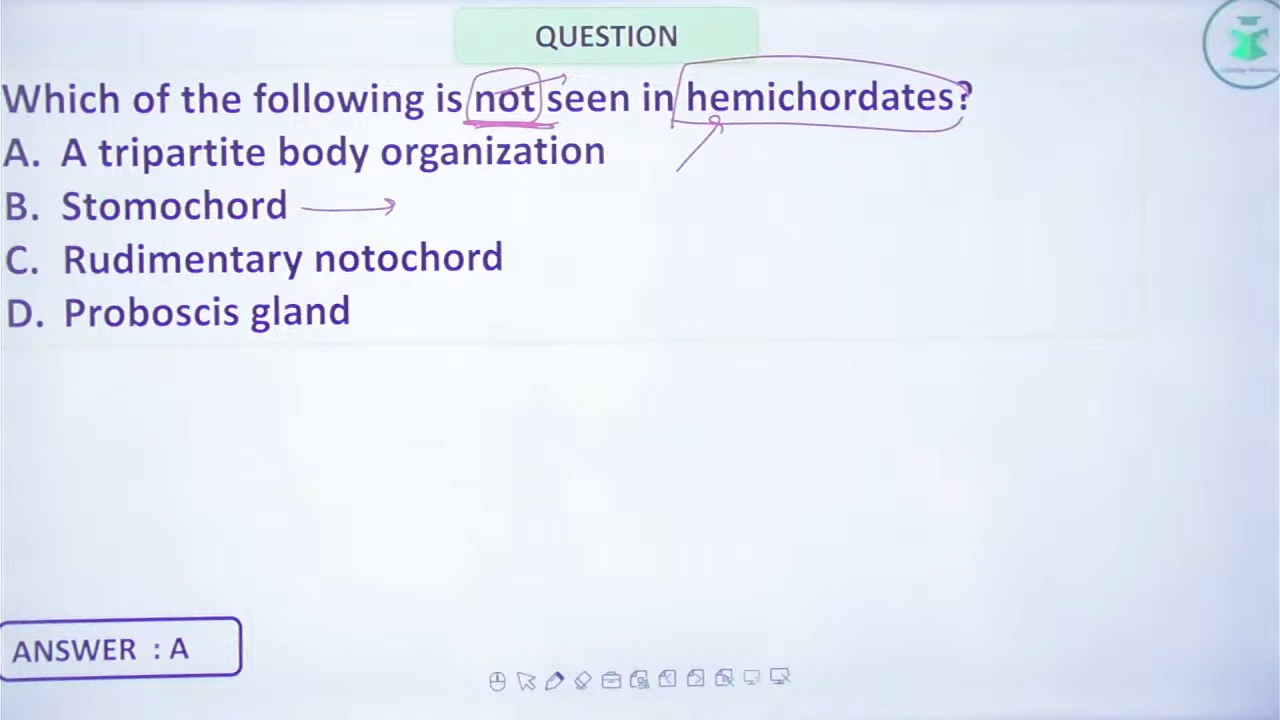 QUESTION
Which of the following is not seen in hemichordates?
A. A tripartite body organization
B. Stomochord
C. Rudimentary notochord
D. Proboscis gland
ANSWER : A